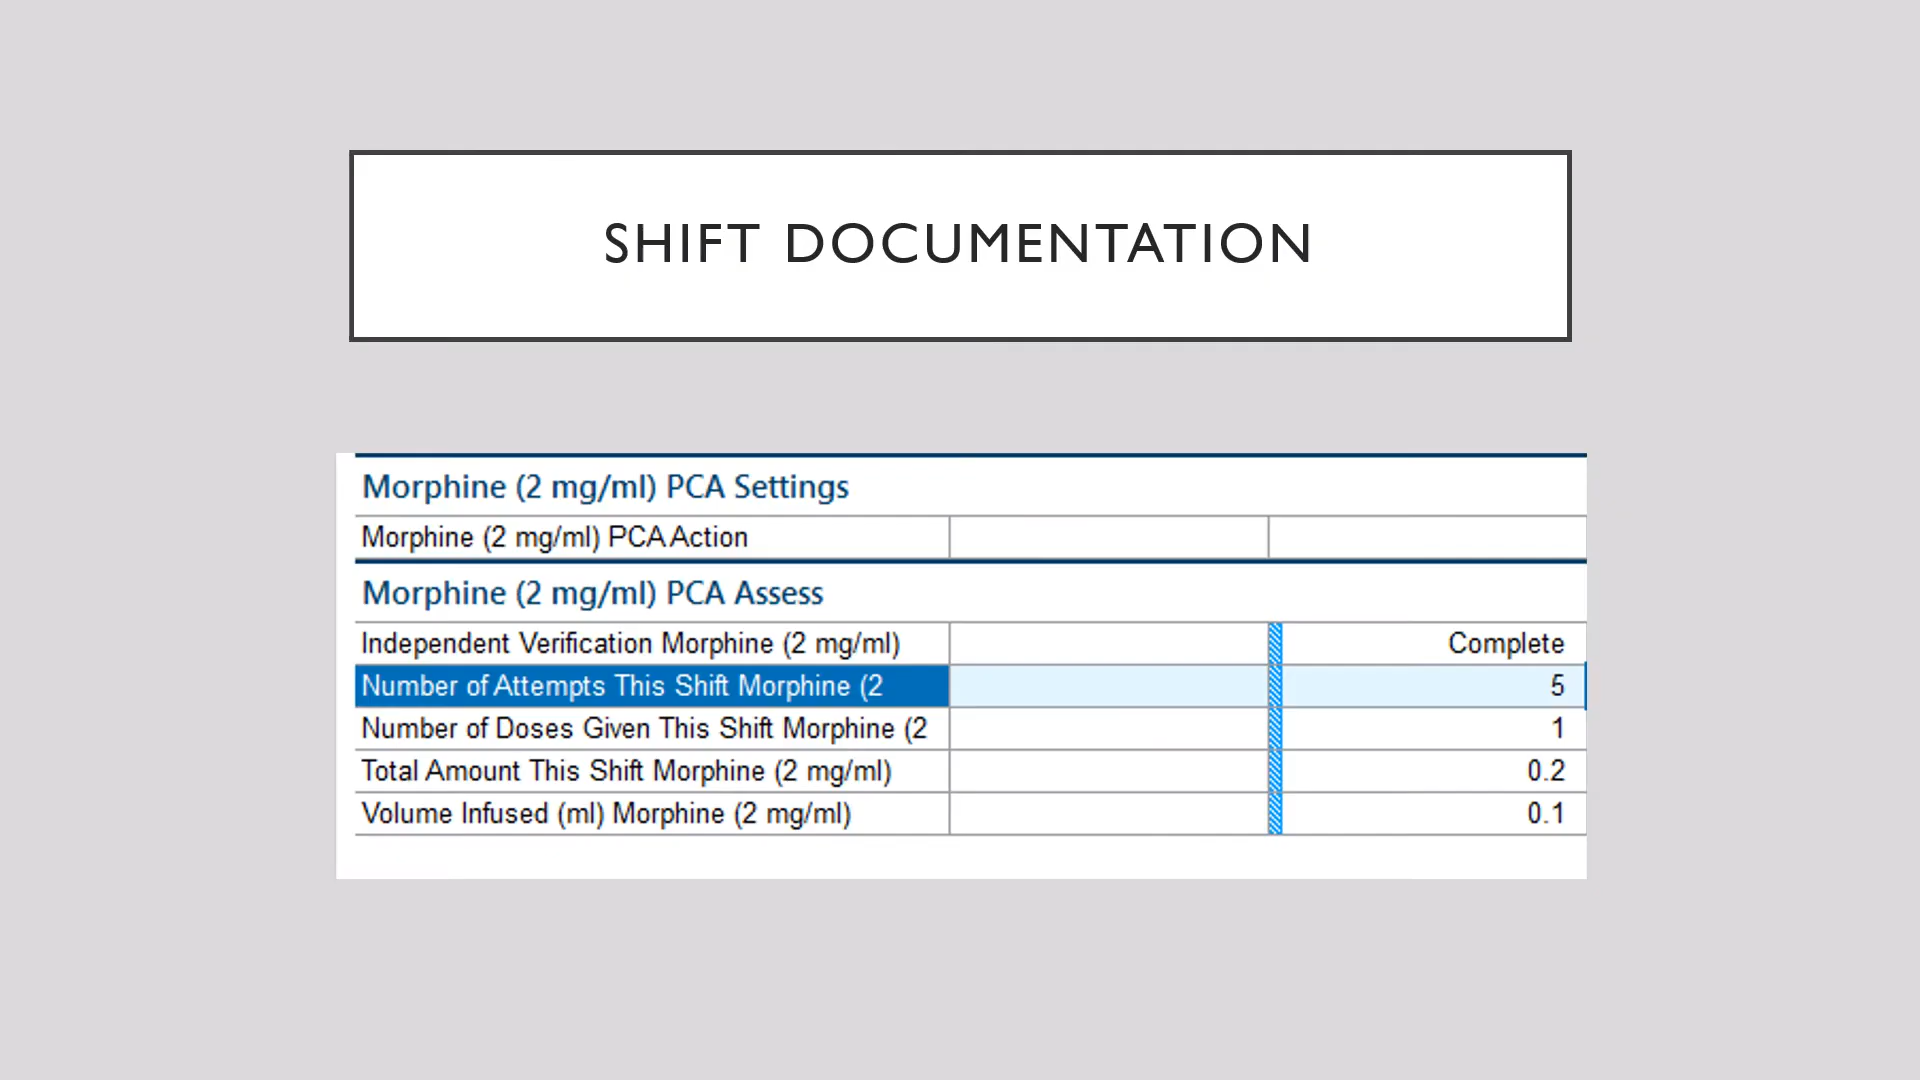 SHIFT DOCUMENTATION
Morphine (2 mg/ml) PCA Settings
Morphine (2 mg/ml) PCA Action
Morphine (2 mg/ml) PCA Assess
Independent Verification Morphine (2 mg/ml) Complete
Number of Attempts This Shift Morphine (2 5
Number of Doses Given This Shift Morphine (2 1
Total Amount This Shift Morphine (2 mg/ml) 0.2
Volume Infused (ml) Morphine (2 mg/ml) 0.1